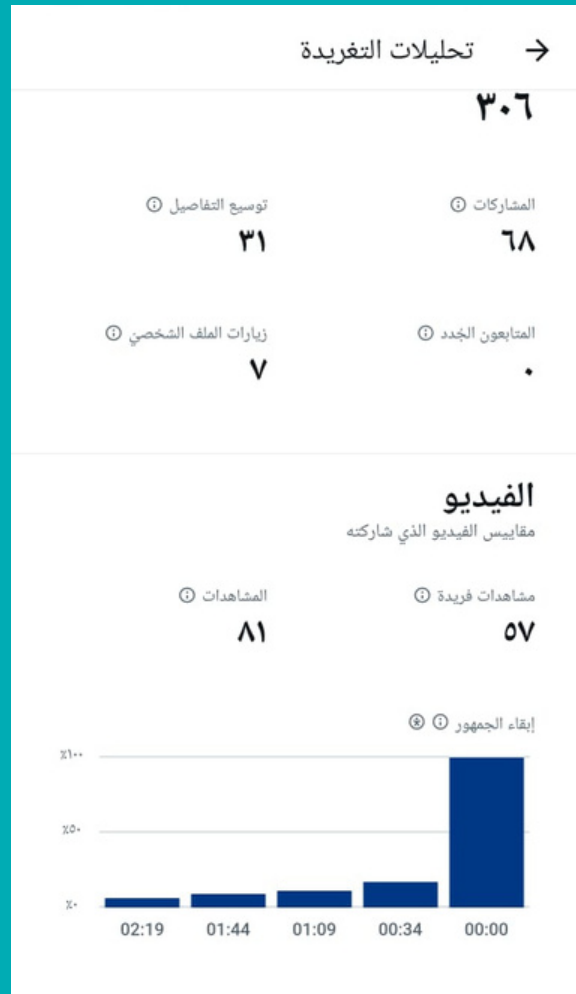 تحليلات التغريدة
٣٠٦
المشاركات توسيع التفاصيل
٦٨ ٣١
المتابعون الجُدد زيارات الملف الشخصيّ
٠ ٧
الفيديو
مقاييس الفيديو الذي شاركته
مشاهدات فريدة المشاهدات
٥٧ ٨١
إبقاء الجمهور
٪١٠٠
٪٥٠
٪٠
02:19 01:44 01:09 00:34 00:00